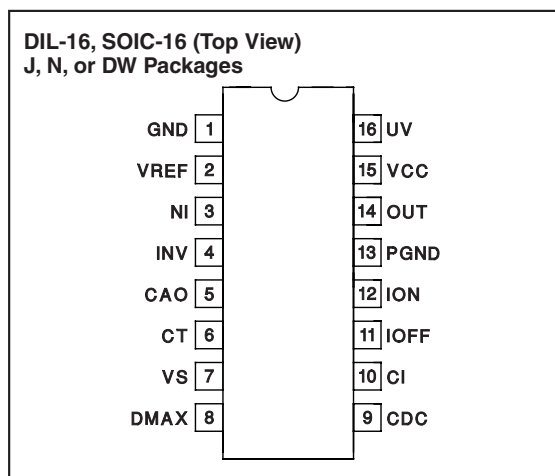 DIL-16, SOIC-16 (Top View)
J, N, or DW Packages
GND 1 16 UV
VREF 2 15 VCC
NI 3 14 OUT
INV 4 13 PGND
CAO 5 12 ION
CT 6 11 IOFF
VS 7 10 CI
DMAX 8 9 CDC